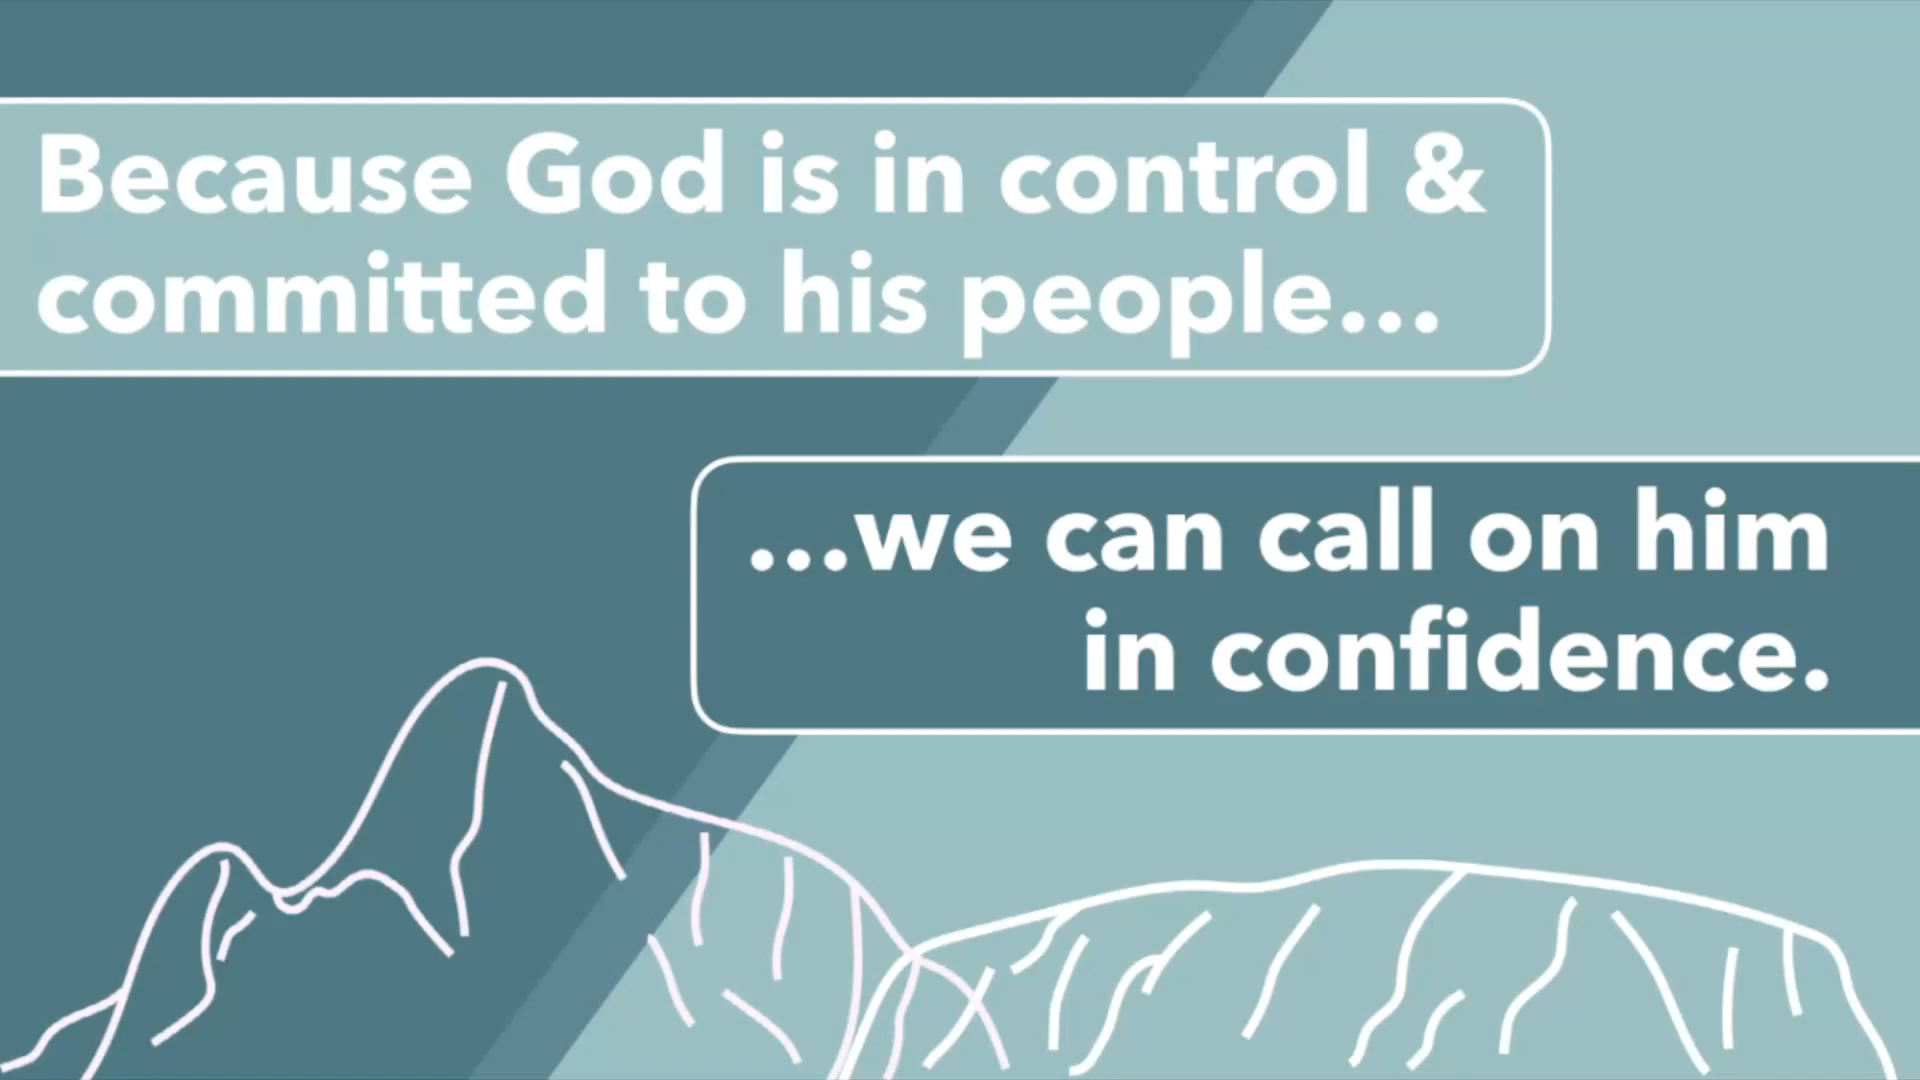 Because God is in control &
committed to his people...
...we can call on him
in confidence.